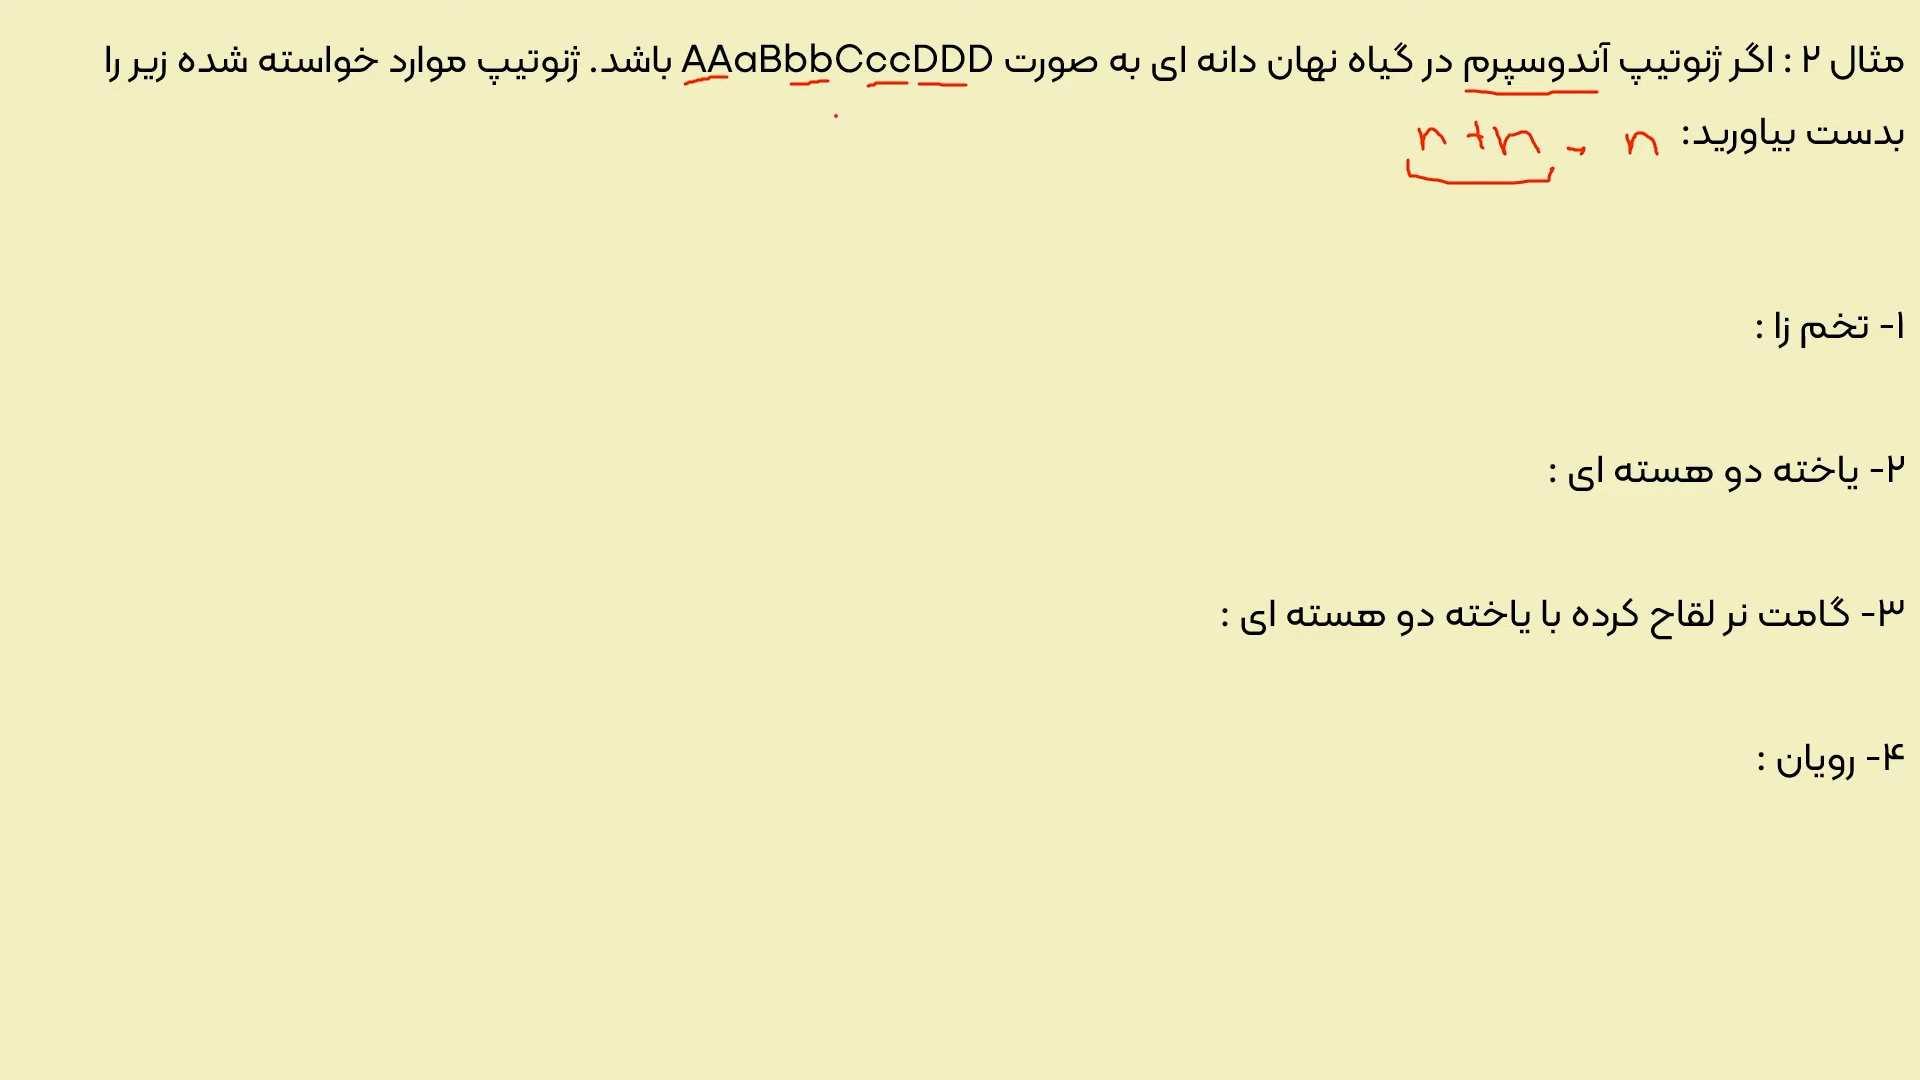 مثال ۲ : اگر ژنوتیپ آندوسپرم در گیاه نهان دانه ای به صورت AAaBbbCccDDD باشد. ژنوتیپ موارد خواسته شده زیر را
بدست بیاورید: n + n , n
۱- تخم زا :
۲- یاخته دو هسته ای :
۳- گامت نر لقاح کرده با یاخته دو هسته ای :
۴- رویان :